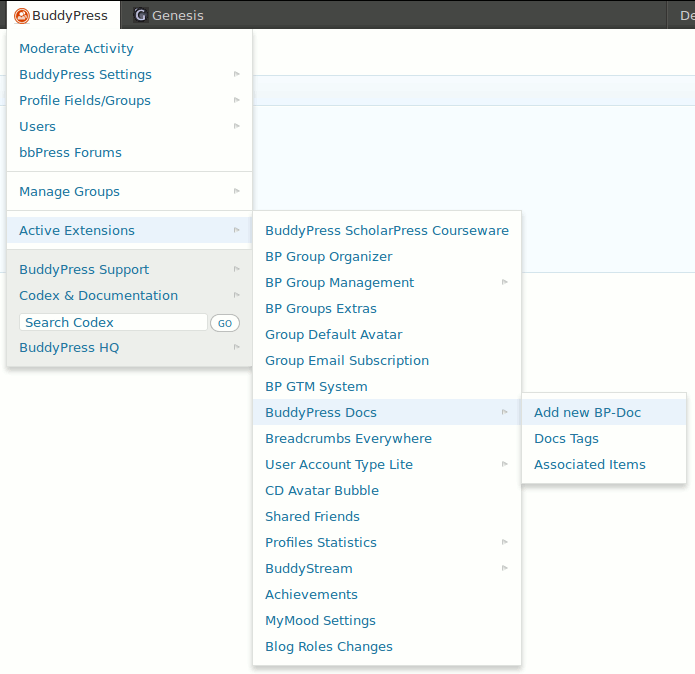 BuddyPress
Genesis
De
Moderate Activity
BuddyPress Settings
Profile Fields/Groups
Users
bbPress Forums
Manage Groups
Active Extensions
BuddyPress Support
Codex & Documentation
Search Codex
GO
BuddyPress HQ
BuddyPress ScholarPress Courseware
BP Group Organizer
BP Group Management
BP Groups Extras
Group Default Avatar
Group Email Subscription
BP GTM System
BuddyPress Docs
Breadcrumbs Everywhere
User Account Type Lite
CD Avatar Bubble
Shared Friends
Profiles Statistics
BuddyStream
Achievements
MyMood Settings
Blog Roles Changes
Add new BP-Doc
Docs Tags
Associated Items